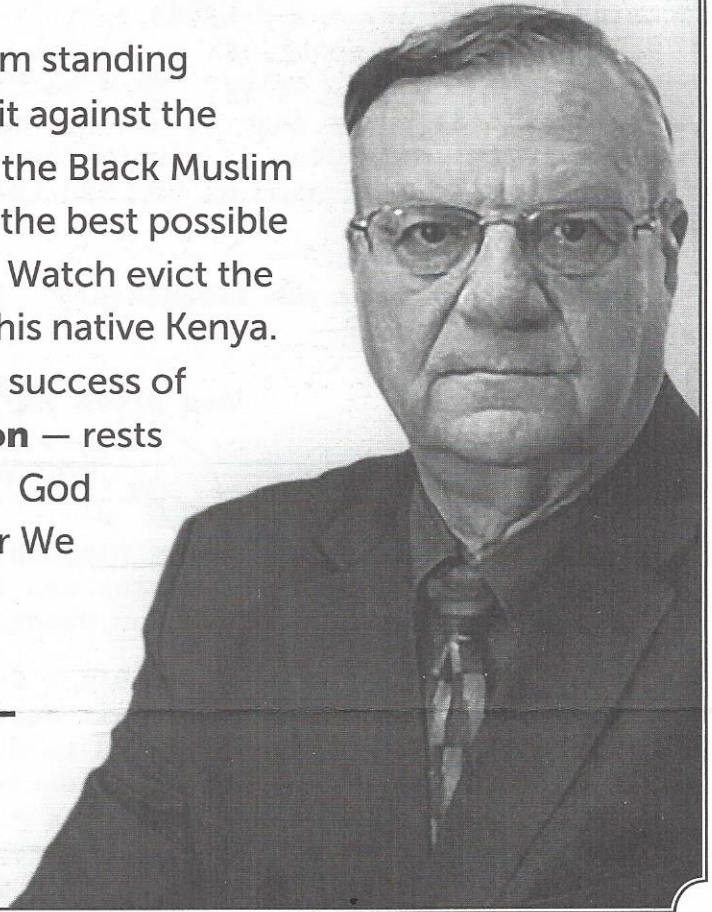 m standing
it against the
the Black Muslim
the best possible
Watch evict the
his native Kenya.
success of
on — rests
God
r We